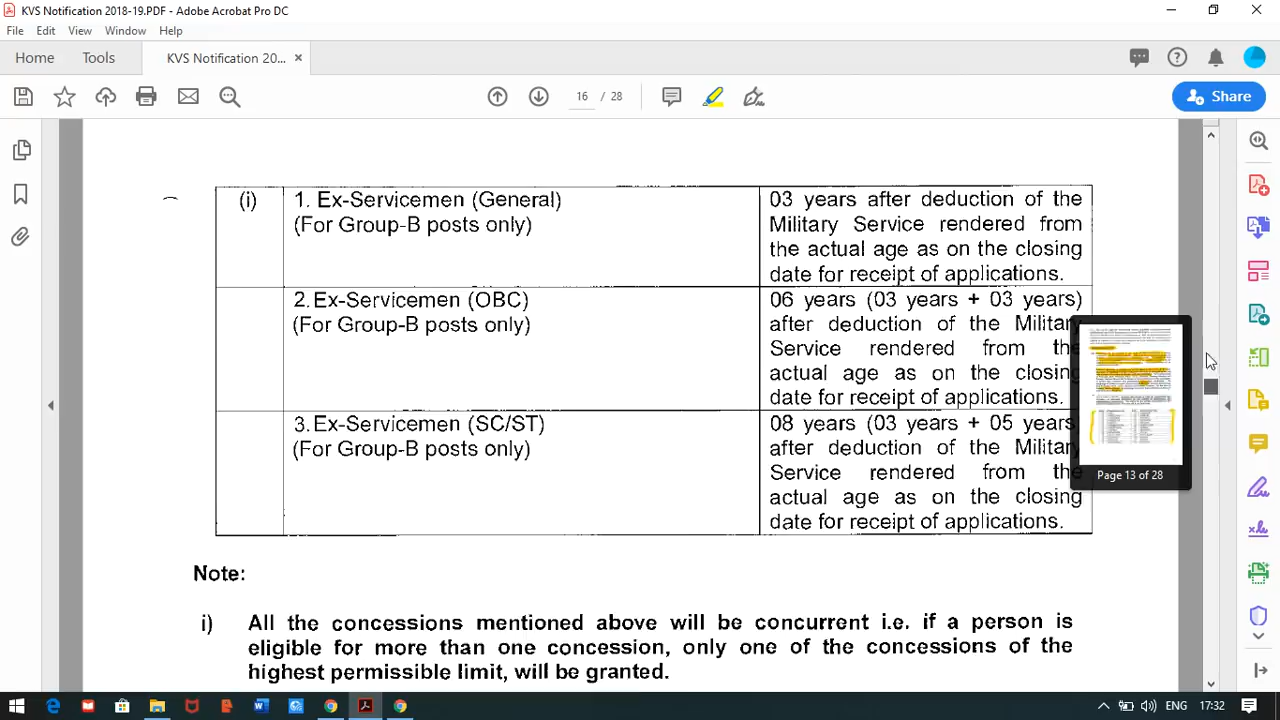 KVS Notification 2018-19.PDF - Adobe Acrobat Pro DC
File Edit View Window Help
Home Tools KVS Notification 20... ×
16 / 28
Share
(i) 1. Ex-Servicemen (General)
(For Group-B posts only)
03 years after deduction of the
Military Service rendered from
the actual age as on the closing
date for receipt of applications.
2. Ex-Servicemen (OBC)
(For Group-B posts only)
06 years (03 years + 03 years)
after deduction of the Military
Service rendered from the
actual age as on the closing
date for receipt of applications.
3. Ex-Servicemen (SC/ST)
(For Group-B posts only)
08 years (03 years + 05 years
after deduction of the Military
Service rendered from the
actual age as on the closing
date for receipt of applications.
Page 13 of 28
Note:
i) All the concessions mentioned above will be concurrent i.e. if a person is
eligible for more than one concession, only one of the concessions of the
highest permissible limit, will be granted.
ENG 17:32